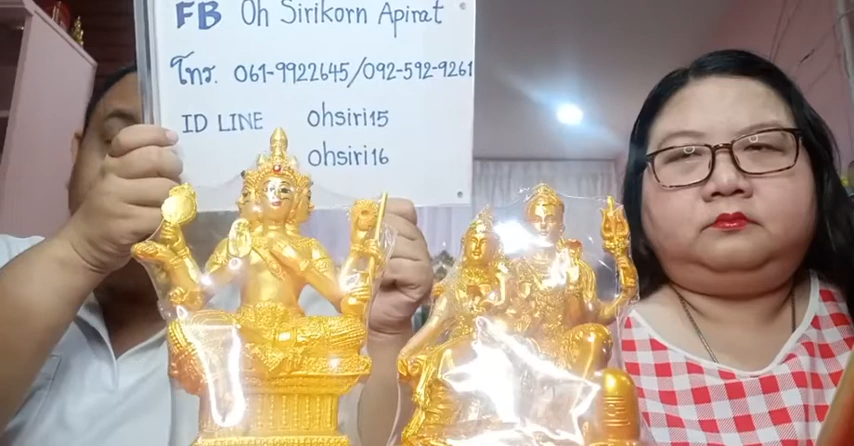 FB Oh Sirikorn Apirat
โทร. 061-9922645/092-592-9261
ID LINE ohsiri15
ohsiri16